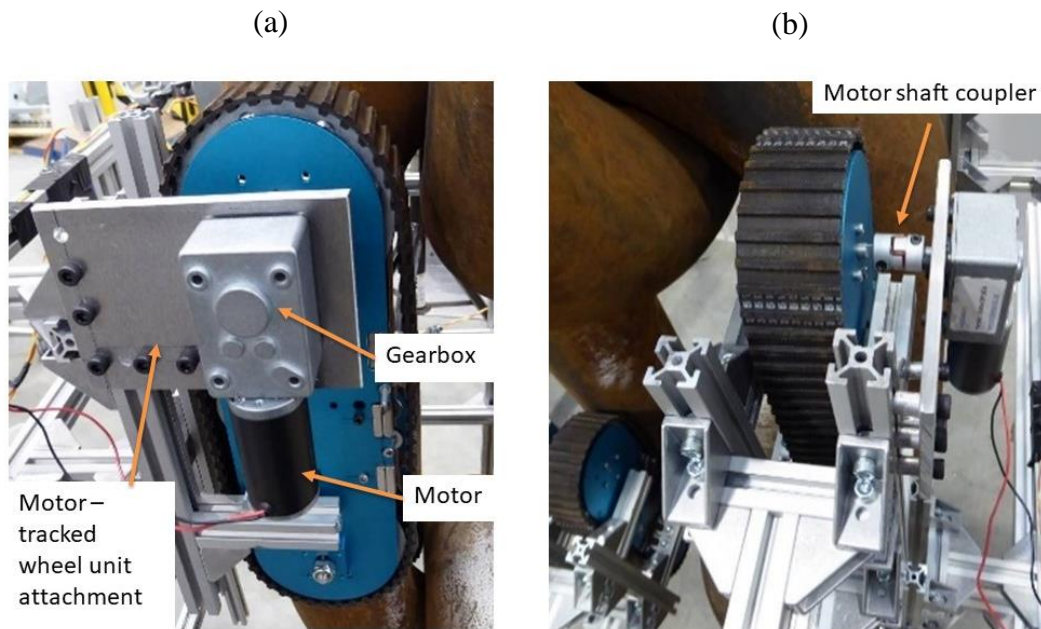 (a)
(b)
Motor shaft coupler
Gearbox
Motor
Motor –
tracked
wheel unit
attachment